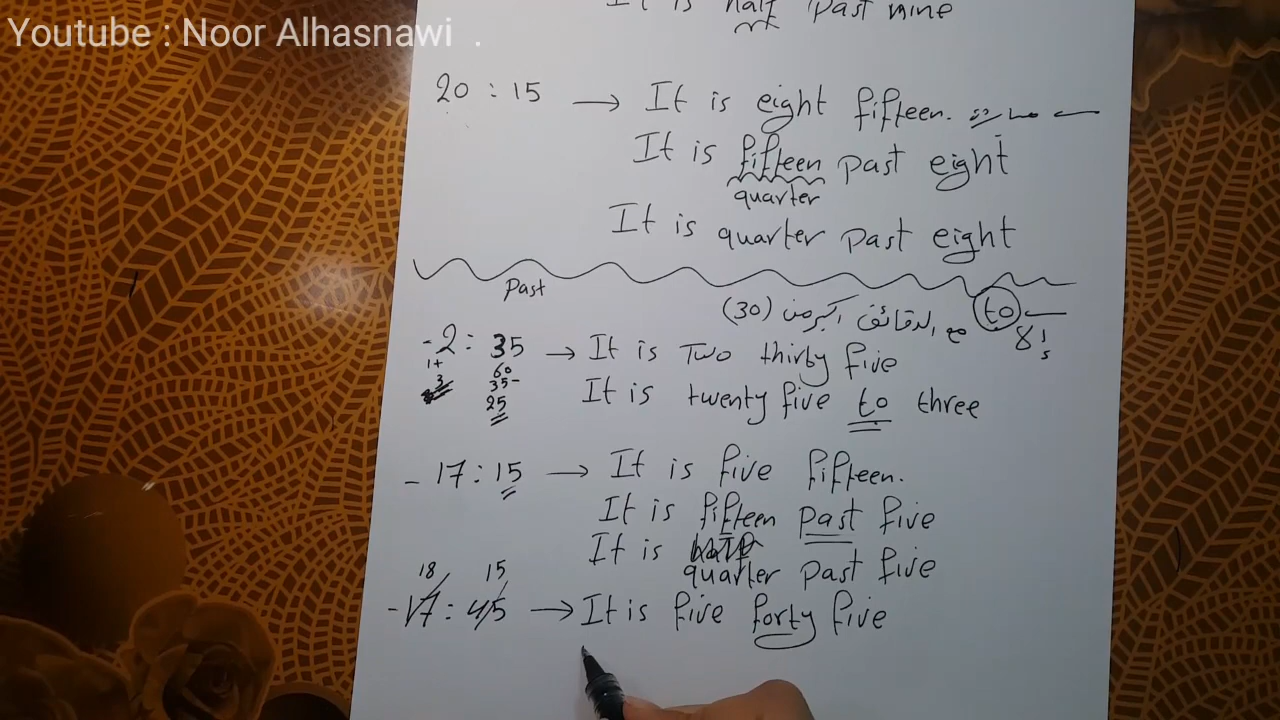 Youtube : Noor Alhasnawi .
It is half past nine
20 : 15 → It is eight fifteen.
It is fifteen past eight
quarter
It is quarter past eight
Past
مع الدقائق أكبر من (30) to
- 2 : 35 → It is Two thirty five
1+ 60
3 35-
25
It is twenty five to three
- 17 : 15 → It is five fifteen.
It is fifteen past five
It is quarter past five
18 15
- 17 : 45 → It is five forty five